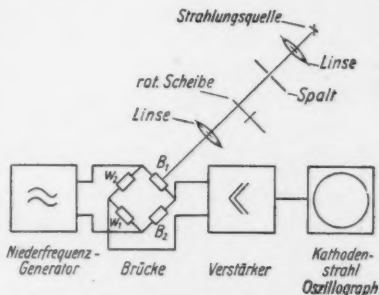 Strahlungsquelle
Linse
rot. Scheibe
Spalt
Linse
W₂
B₁
W₁
B₂
Niederfrequenz-
Generator
Brücke
Verstärker
Kathoden-
strahl
Oszillograph